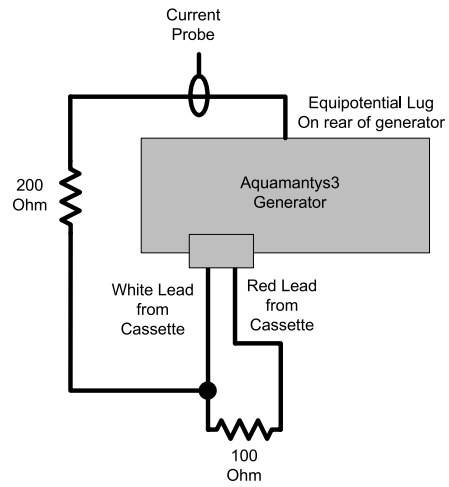 Current
Probe
Equipotential Lug
On rear of generator
200
Ohm
Aquamantys3
Generator
White Lead
from
Cassette
Red Lead
from
Cassette
100
Ohm